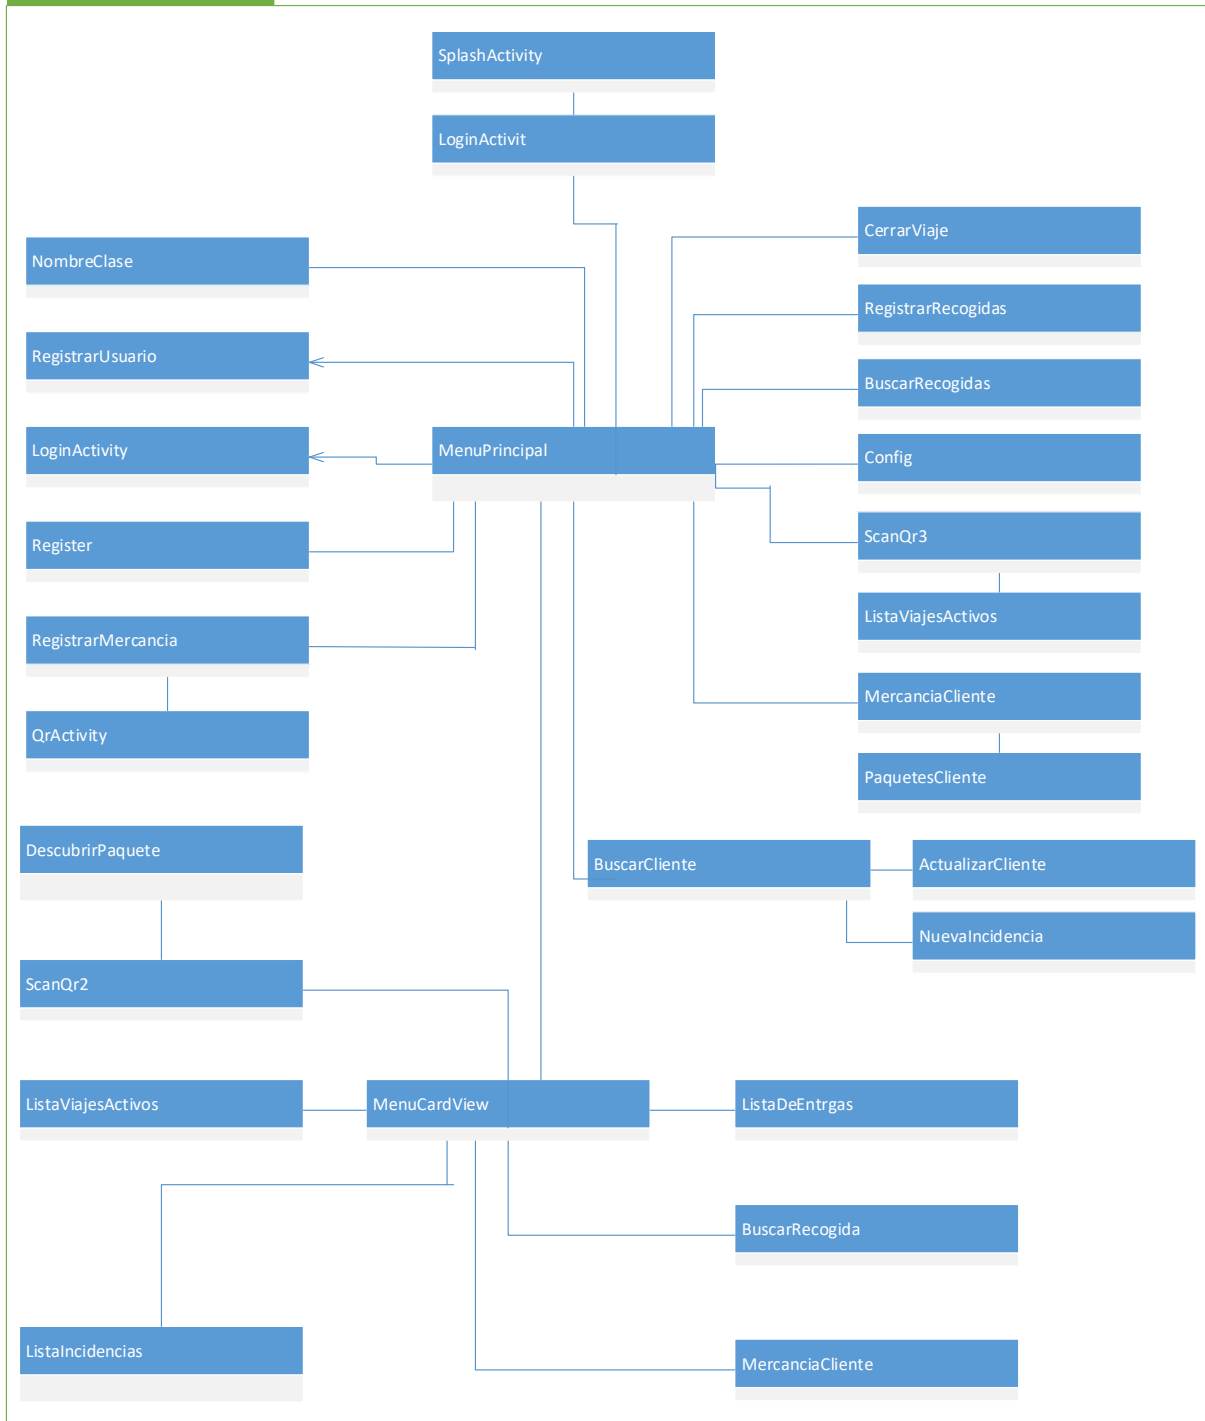 SplashActivity
LoginActivit
CerrarViaje
NombreClase
RegistrarRecogidas
RegistrarUsuario
BuscarRecogidas
LoginActivity
MenuPrincipal
Config
Register
ScanQr3
ListaViajesActivos
RegistrarMercancia
MercanciaCliente
QrActivity
PaquetesCliente
DescubrirPaquete
BuscarCliente
ActualizarCliente
NuevaIncidencia
ScanQr2
ListaViajesActivos
MenuCardView
ListaDeEntrgas
BuscarRecogida
ListaIncidencias
MercanciaCliente